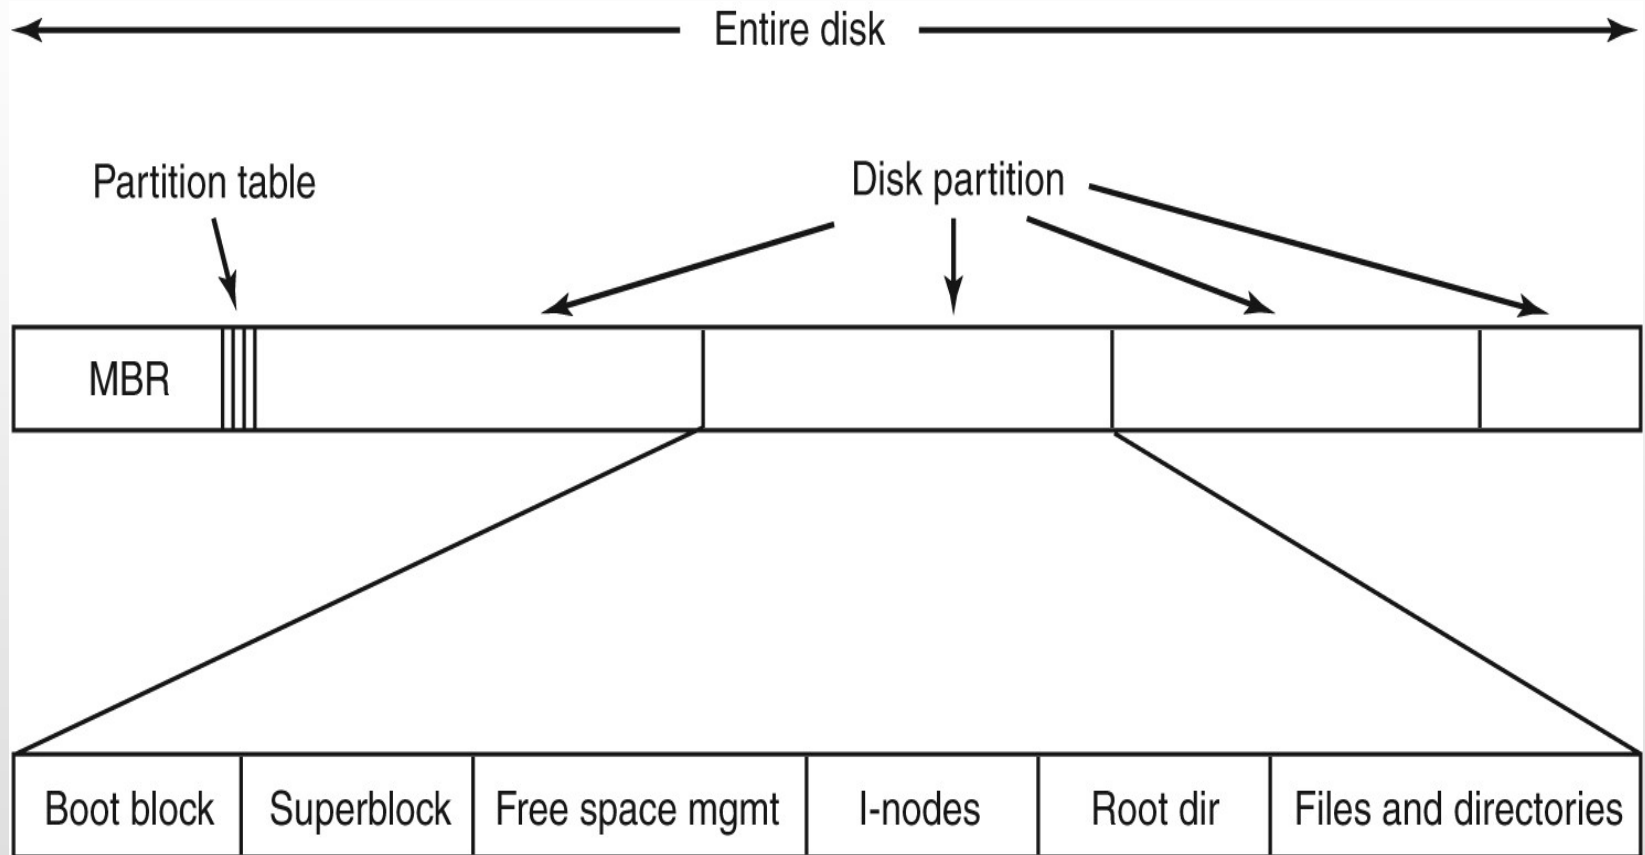 Entire disk
Partition table
Disk partition
MBR
Boot block
Superblock
Free space mgmt
I-nodes
Root dir
Files and directories